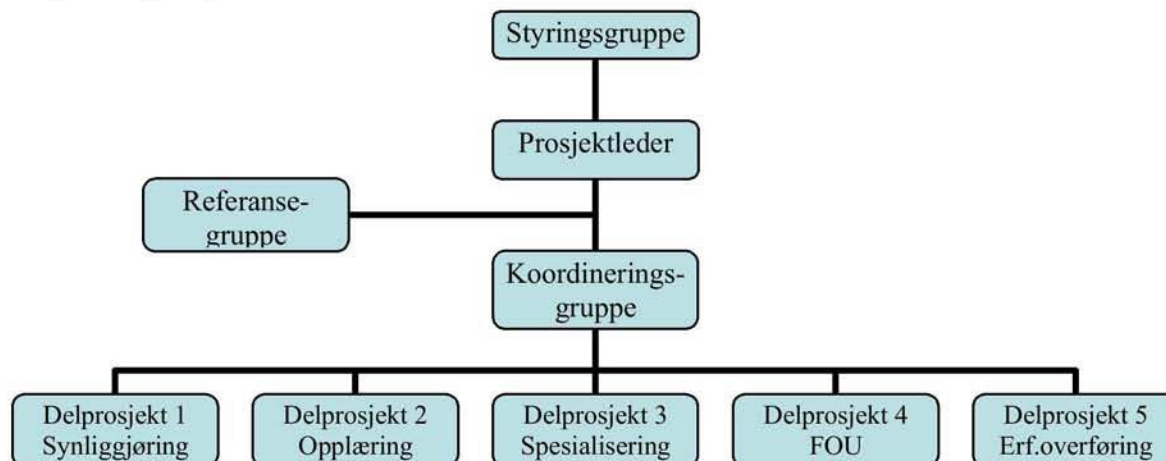 Styringsgruppe
Prosjektleder
Referanse-
gruppe
Koordinerings-
gruppe
Delprosjekt 1
Synliggjøring
Delprosjekt 2
Opplæring
Delprosjekt 3
Spesialisering
Delprosjekt 4
FOU
Delprosjekt 5
Erf.overføring